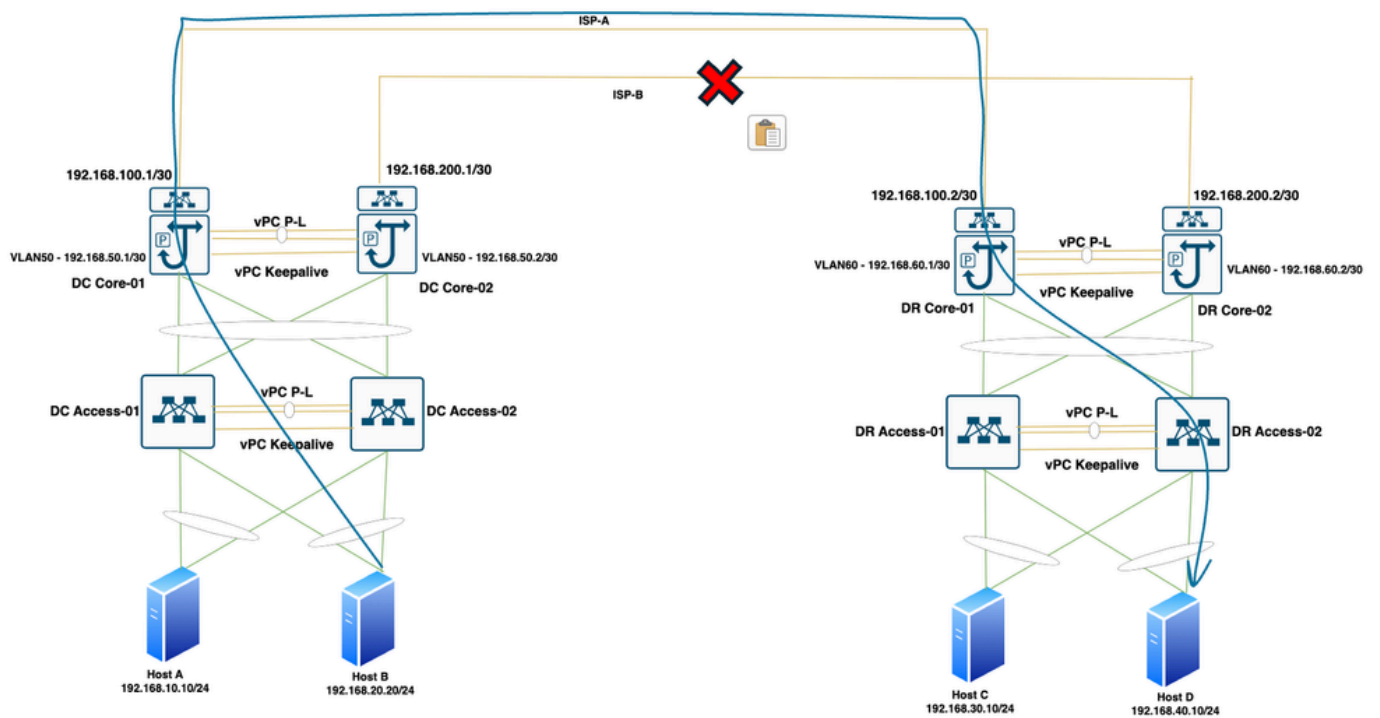 ISP-A
ISP-B
192.168.100.1/30
192.168.200.1/30
192.168.100.2/30
192.168.200.2/30
vPC P-L
P
P
VLAN50 - 192.168.50.1/30
VLAN50 - 192.168.50.2/30
vPC Keepalive
DC Core-01
DC Core-02
vPC P-L
P
P
VLAN60 - 192.168.60.1/30
VLAN60 - 192.168.60.2/30
vPC Keepalive
DR Core-01
DR Core-02
vPC P-L
DC Access-01
DC Access-02
vPC Keepalive
vPC P-L
DR Access-01
DR Access-02
vPC Keepalive
Host A
192.168.10.10/24
Host B
192.168.20.20/24
Host C
192.168.30.10/24
Host D
192.168.40.10/24